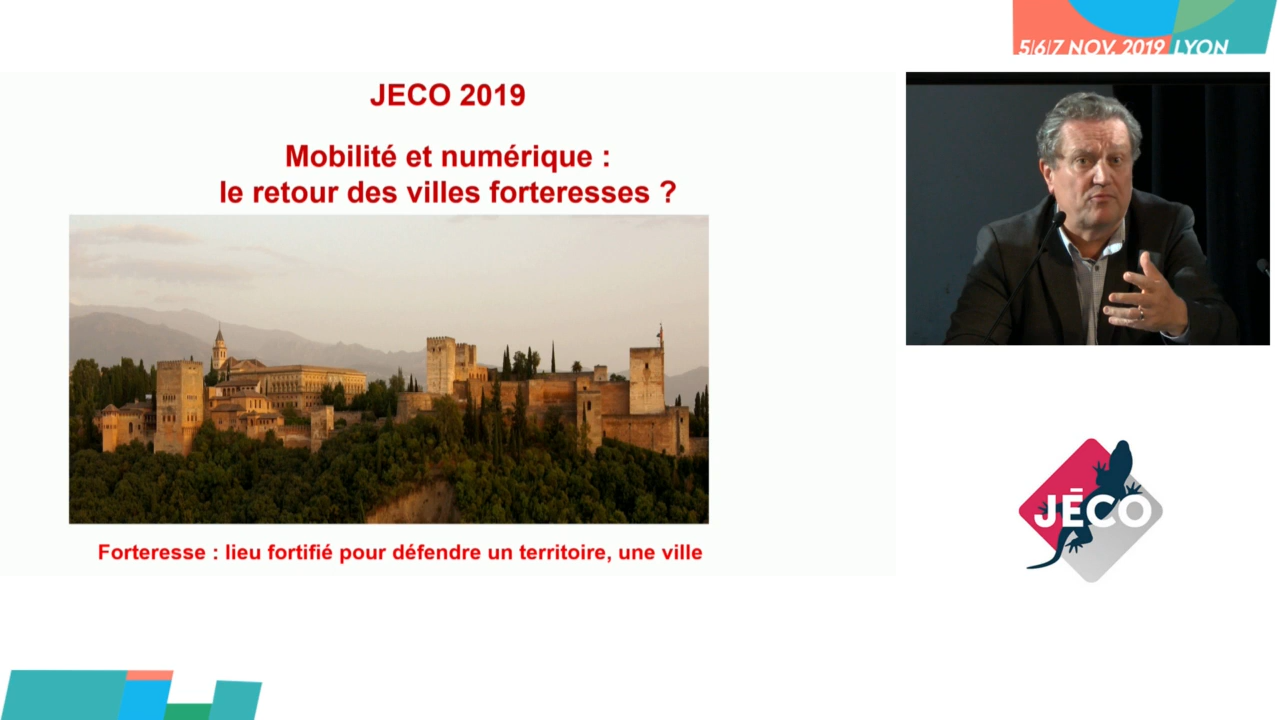 5/6/7 NOV. 2019 LYON
JECO 2019
Mobilité et numérique :
le retour des villes forteresses ?
Forteresse : lieu fortifié pour défendre un territoire, une ville
JĒCO